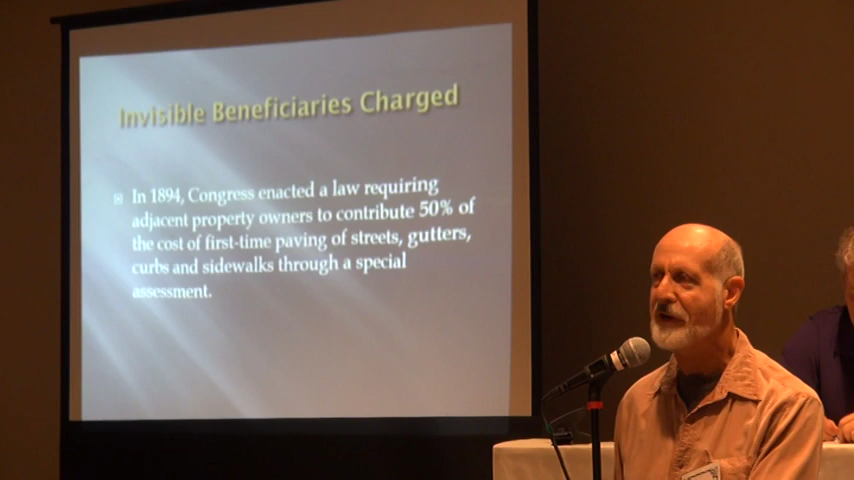 Invisible Beneficiaries Charged
In 1894, Congress enacted a law requiring
adjacent property owners to contribute 50% of
the cost of first-time paving of streets, gutters,
curbs and sidewalks through a special
assessment.